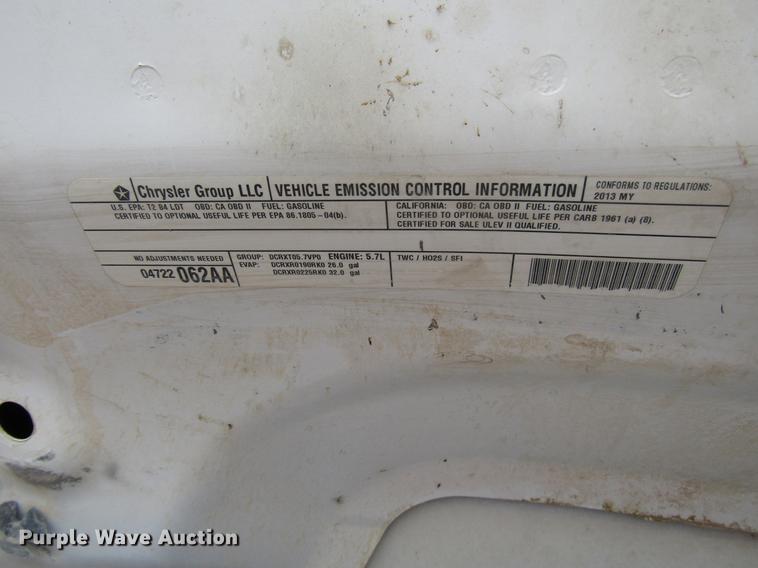 Chrysler Group LLC
VEHICLE EMISSION CONTROL INFORMATION
CONFORMS TO REGULATIONS:
2013 MY
U.S. EPA: T2 B4 LDT OBD: CA OBD II FUEL: GASOLINE
CERTIFIED TO OPTIONAL USEFUL LIFE PER EPA 86.1805-04(b).
CALIFORNIA: OBD: CA OBD II FUEL: GASOLINE
CERTIFIED TO OPTIONAL USEFUL LIFE PER CARB 1961 (a) (8).
CERTIFIED FOR SALE ULEV II QUALIFIED.
NO ADJUSTMENTS NEEDED
04722 062AA
GROUP: DCRXT05.7VP0 ENGINE: 5.7L
EVAP: DCRXR0190RK0 26.0 gal
DCRXR0225RK0 32.0 gal
TWC / HO2S / SFI
Purple Wave Auction